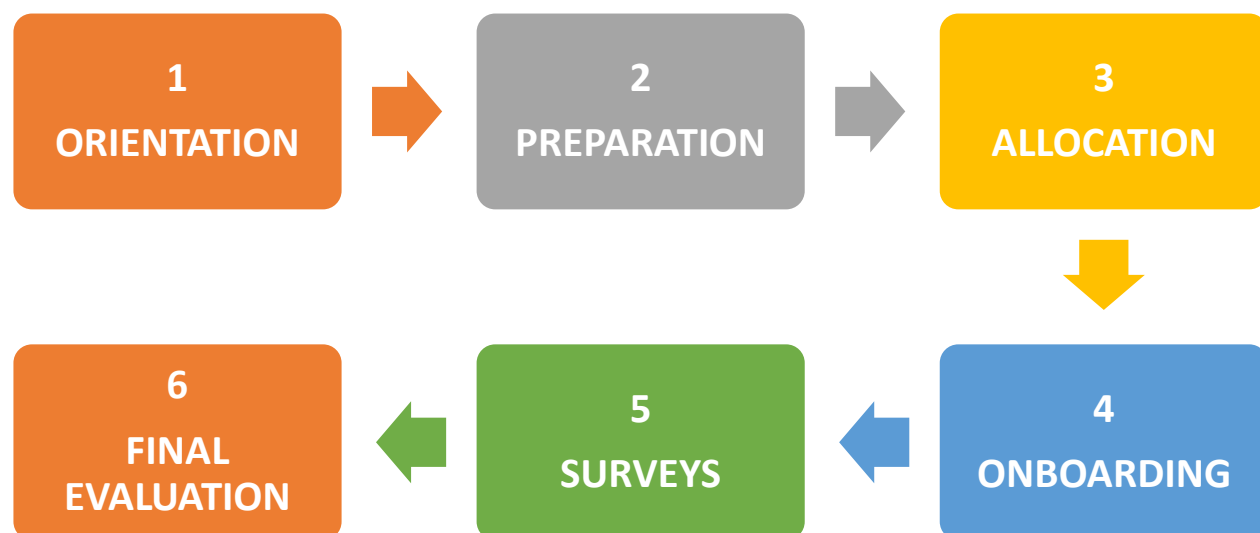 1
ORIENTATION
2
PREPARATION
3
ALLOCATION
4
ONBOARDING
5
SURVEYS
6
FINAL
EVALUATION